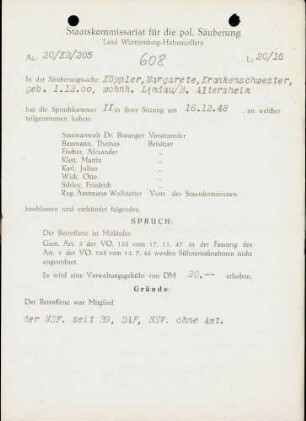 Staatskommissariat für die pol. Säuberung
Land Württemberg-Hohenzollern
Az. 20/K2/205
L: 20/16
608
In der Säuberungssache: Köppler, Margarete, Krankenschwester,
geb. 1.12.00, wohnh. Lindau/B. Altersheim
hat die Spruchkammer II in ihrer Sitzung am 16.12.48, an welcher
teilgenommen haben:
Staatsanwalt Dr. Vorsitzender
Baumann, Thomas Beisitzer
Fischer, Alexander „
Klett, Martin „
Karl, Julius „
Wick, Otto „
Schley, Friedrich „
Reg. Amtmann Wolfstetter Vertr. des Staatskommissars
beschlossen und verkündet folgenden
SPRUCH:
Der Betroffene ist Mitläufer.
Gem. Art. 3 der VO. 133 vom 17. 11. 47 in der Fassung des
Art. 1 der VO. 165 vom 13. 7. 48 werden Sühnemaßnahmen nicht
angeordnet.
Es wird eine Verwaltungsgebühr von DM 20,-- erhoben.
Gründe:
Der Betroffene war Mitglied
der NSF. seit 39, DAF, NSV. ohne Amt.